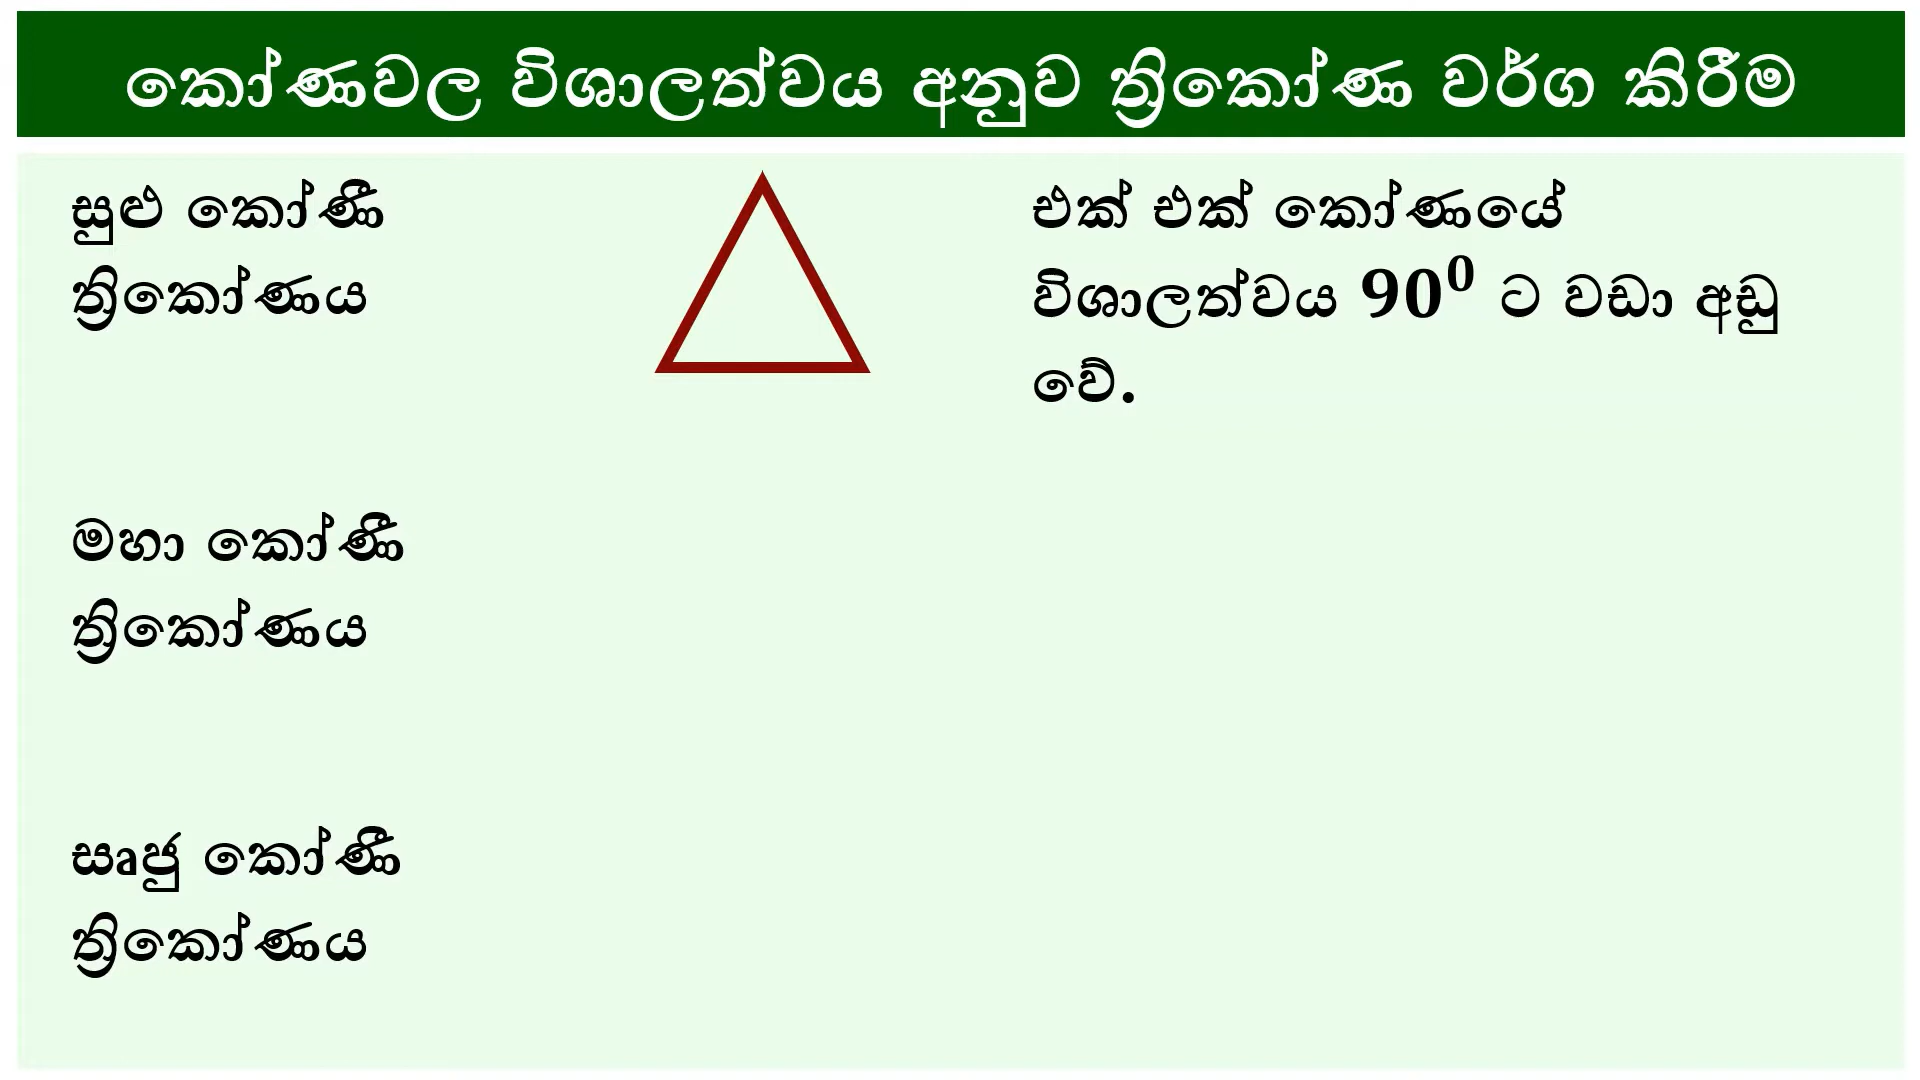 කෝණවල විශාලත්වය අනුව ත්‍රිකෝණ වර්ග කිරීම
සුළු කෝණී
ත්‍රිකෝණය
එක් එක් කෝණයේ
විශාලත්වය 90⁰ ට වඩා අඩු
වේ.
මහා කෝණී
ත්‍රිකෝණය
සෘජු කෝණී
ත්‍රිකෝණය